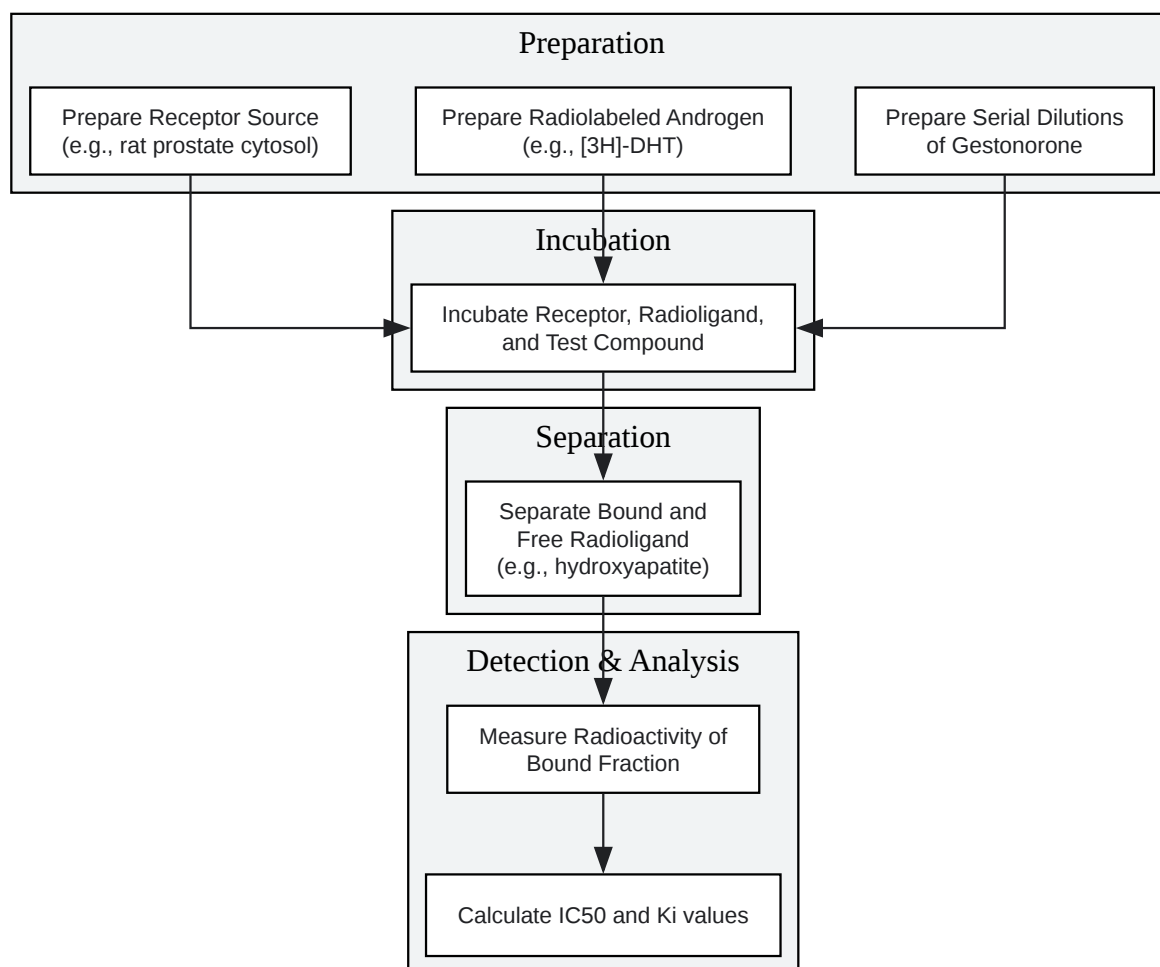 Preparation
Prepare Receptor Source
(e.g., rat prostate cytosol)
Prepare Radiolabeled Androgen
(e.g., [3H]-DHT)
Prepare Serial Dilutions
of Gestonorone
Incubation
Incubate Receptor, Radioligand,
and Test Compound
Separation
Separate Bound and
Free Radioligand
(e.g., hydroxyapatite)
Detection & Analysis
Measure Radioactivity of
Bound Fraction
Calculate IC50 and Ki values